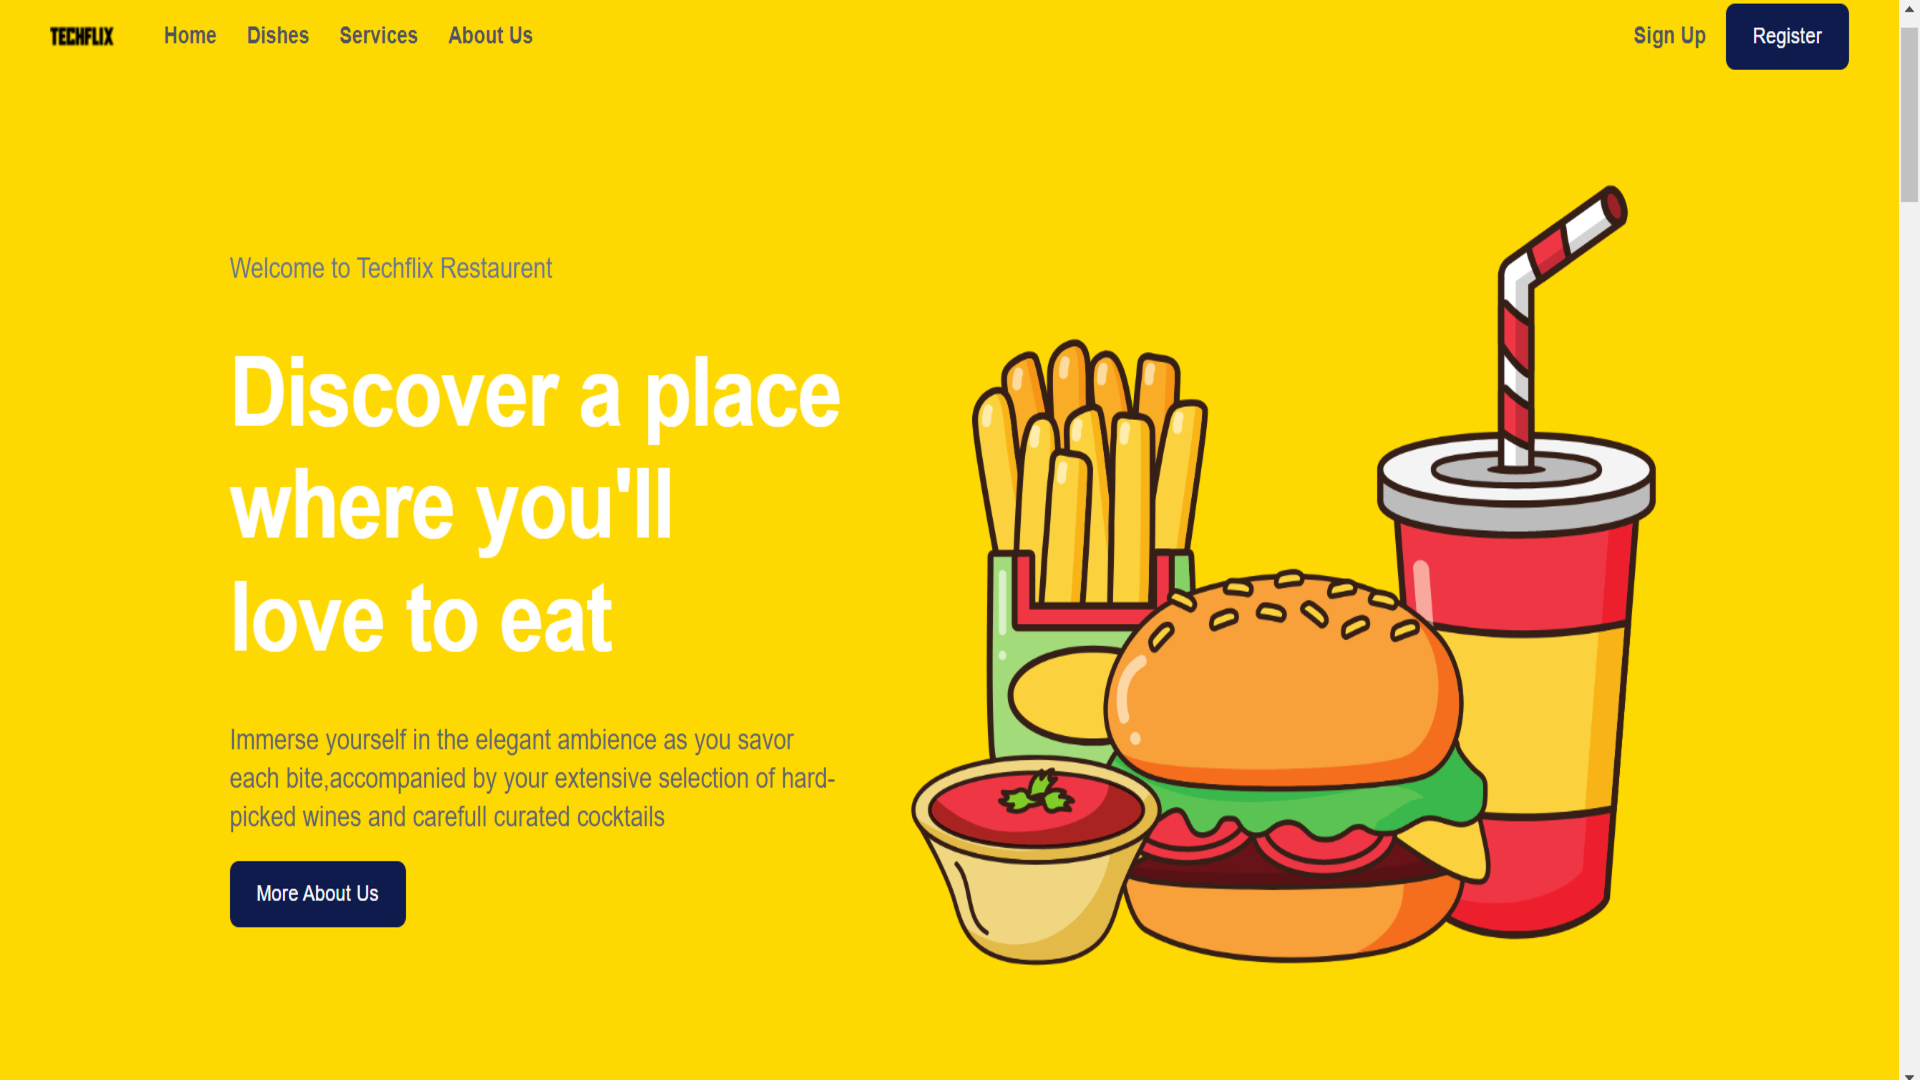 TECHFLIX Home Dishes Services About Us Sign Up Register
Welcome to Techflix Restaurent
Discover a place
where you'll
love to eat
Immerse yourself in the elegant ambience as you savor
each bite,accompanied by your extensive selection of hard-
picked wines and carefull curated cocktails
More About Us